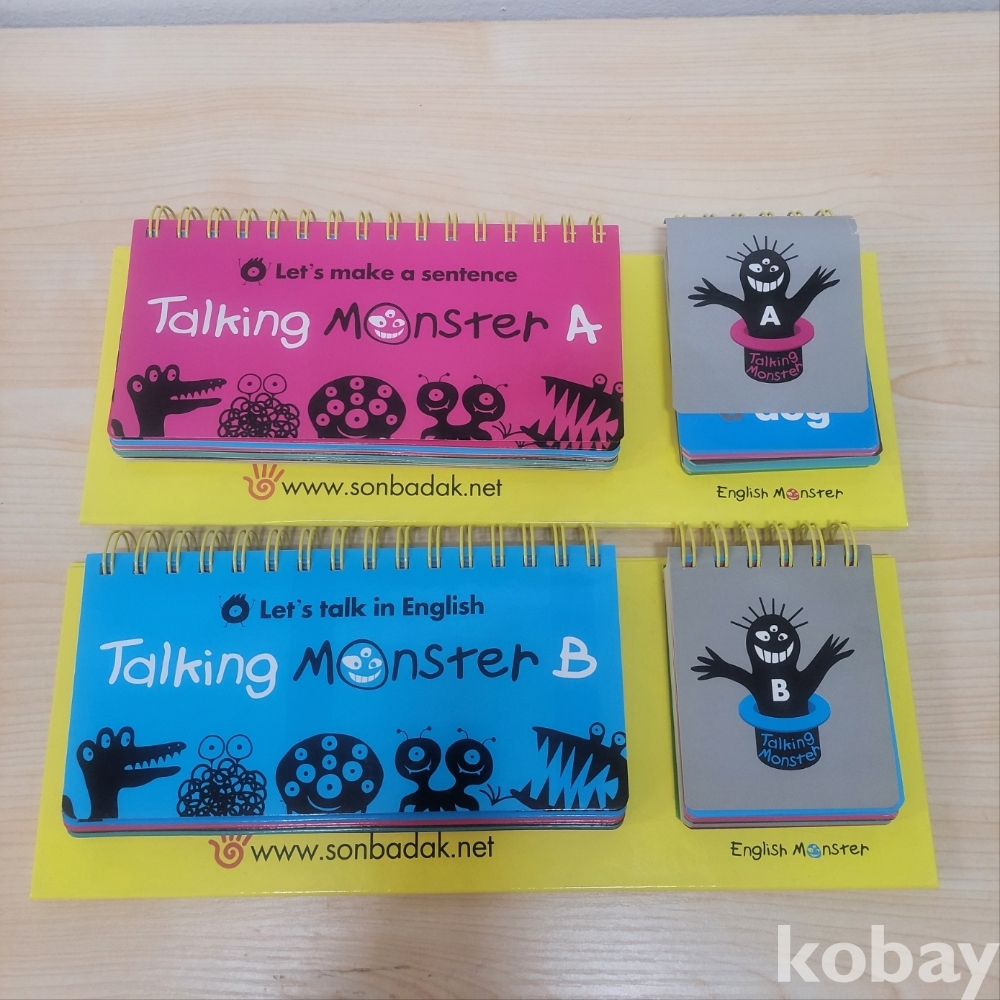 Let's make a sentence
Talking Monster A
A
Talking
Monster
dog
www.sonbadak.net
English Monster
Let's talk in English
Talking Monster B
B
Talking
Monster
www.sonbadak.net
English Monster
kobay